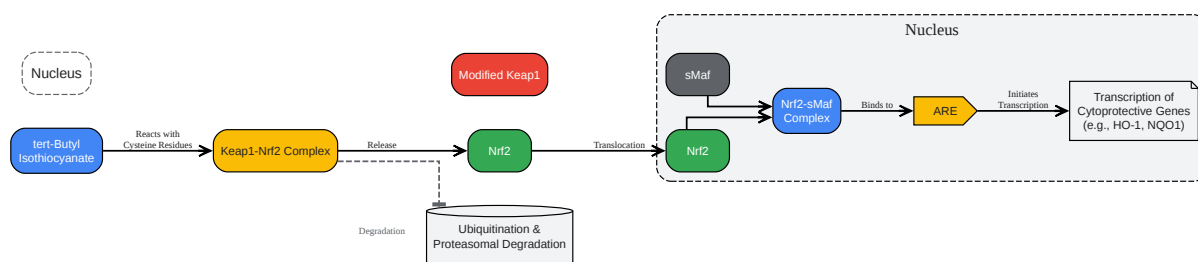 Nucleus
Nucleus
Modified Keap1
sMaf
Nrf2-sMaf
Complex
Binds to
ARE
Initiates
Transcription
Transcription of
Cytoprotective Genes
(e.g., HO-1, NQO1)
tert-Butyl
Isothiocyanate
Reacts with
Cysteine Residues
Keap1-Nrf2 Complex
Release
Nrf2
Translocation
Nrf2
Degradation
Ubiquitination &
Proteasomal Degradation